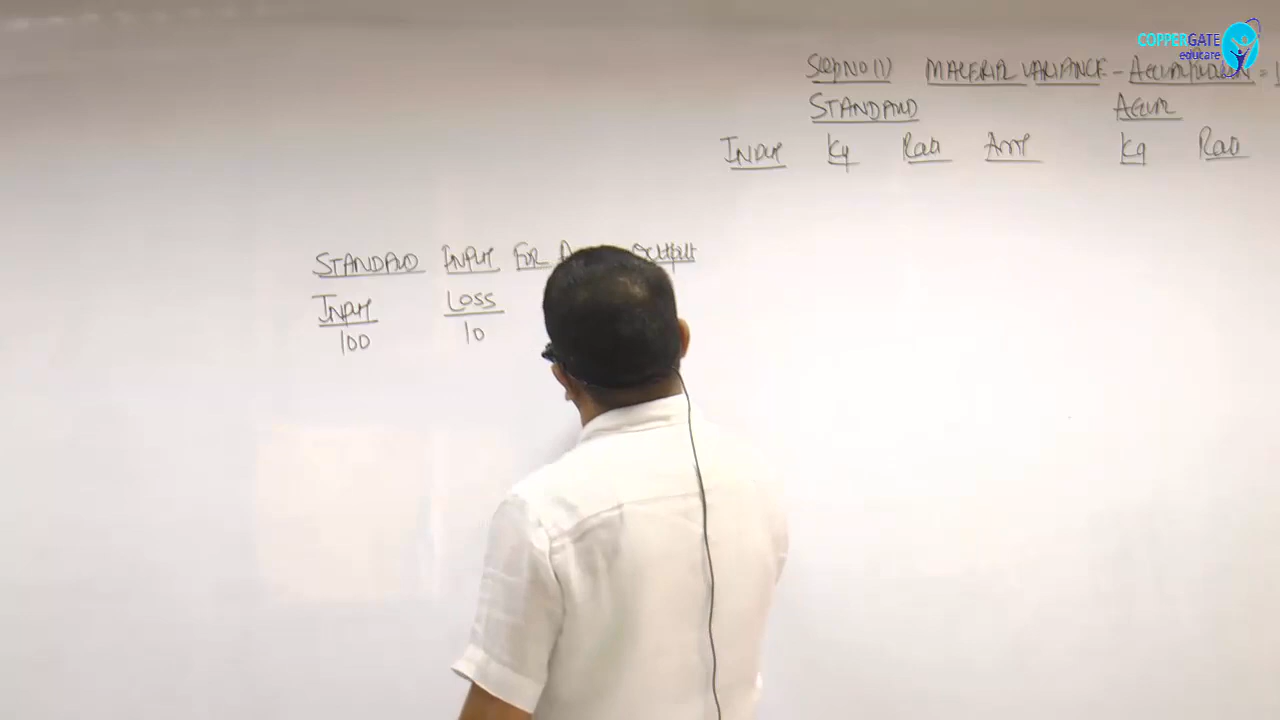 COPPERGATE
educare
Step NO (1) MATERIAL VARIANCE -
STANDARD
INPUT Kg Rate Amt Kg Rate
STANDARD INPUT FOR OUTPUT
INPUT LOSS
100 10